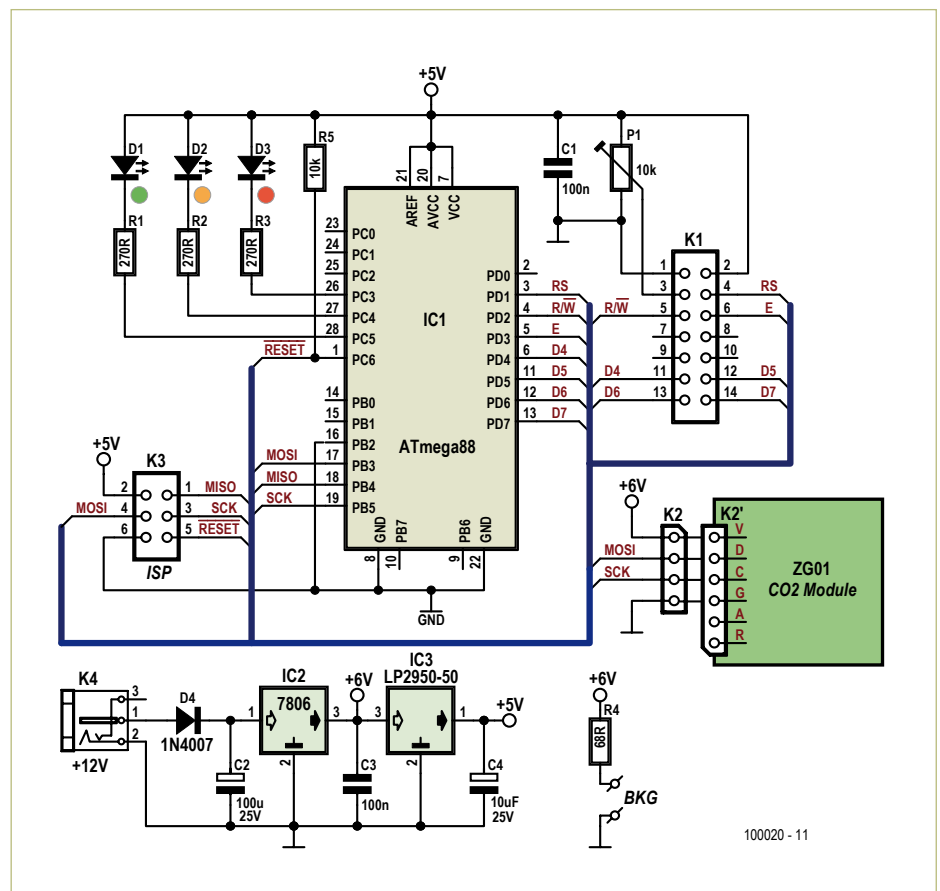 +5V
D1 D2 D3 R5 C1 P1
10k 100n 10k
R1 R2 R3
270R 270R 270R
21 20 7
AREF AVCC VCC
IC1
ATmega88
23 PC0
24 PC1
25 PC2
26 PC3
27 PC4
28 PC5
RESET 1 PC6
14 PB0
15 PB1
16 PB2
MOSI 17 PB3
MISO 18 PB4
SCK 19 PB5
PD0 2
PD1 3 RS
PD2 4 R/W
PD3 5 E
PD4 6 D4
PD5 11 D5
PD6 12 D6
PD7 13 D7
GND PB7 PB6 GND
8 10 9 22
GND
K1
1 2
3 4 RS
R/W 5 6 E
7 8
9 10
D4 11 12 D5
D6 13 14 D7
+5V
K3
2 1 MISO
MOSI 4 3 SCK
6 5 RESET
ISP
+6V
K2 K2'
MOSI
SCK
V
D
C
G
A
R
ZG01
CO2 Module
K4
3
1
2
+12V
D4
1N4007
C2
100u
25V
IC2
7806
1 3
2
+6V
C3
100n
IC3
LP2950-50
3 1
2
+5V
C4
10uF
25V
+6V
R4
68R
BKG
100020 - 11